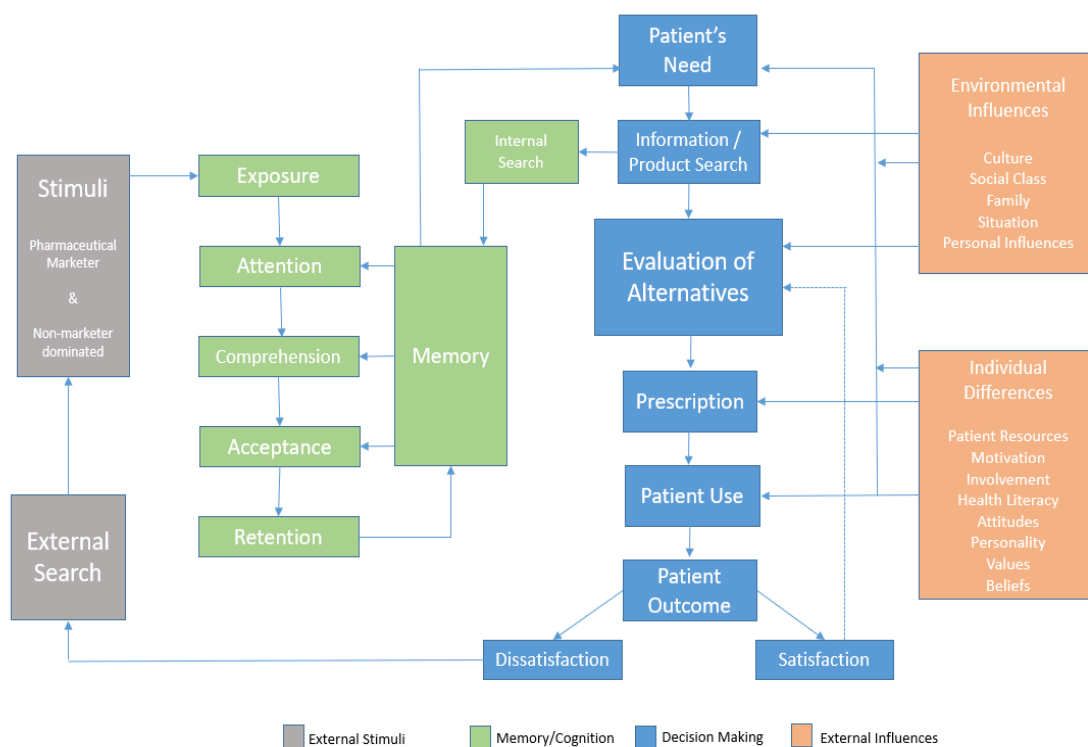 Patient's
Need
Information /
Product Search
Internal
Search
Evaluation of
Alternatives
Prescription
Patient Use
Patient
Outcome
Dissatisfaction
Satisfaction
Stimuli
Pharmaceutical
Marketer
&
Non-marketer
dominated
External
Search
Exposure
Attention
Comprehension
Acceptance
Retention
Memory
Environmental
Influences
Culture
Social Class
Family
Situation
Personal Influences
Individual
Differences
Patient Resources
Motivation
Involvement
Health Literacy
Attitudes
Personality
Values
Beliefs
External Stimuli
Memory/Cognition
Decision Making
External Influences